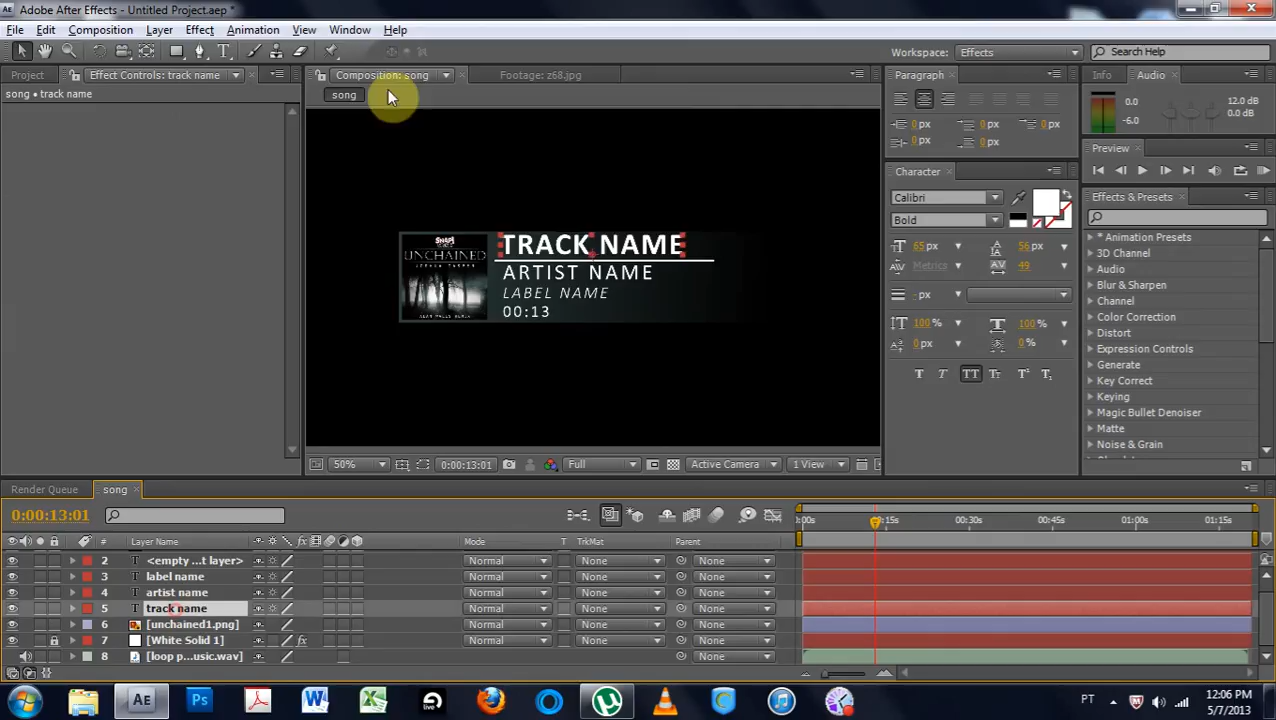 Adobe After Effects - Untitled Project.aep *
File Edit Composition Layer Effect Animation View Window Help
Workspace: Effects
Search Help
Project
Effect Controls: track name
Composition: song
Footage: z68.jpg
Paragraph
Info
Audio
song • track name
song
0 px 0 px 0 px
0 px 0 px
0.0
-6.0
12.0 dB
0.0 dB
Preview
Character
Calibri
Bold
Effects & Presets
65 px 56 px
Metrics 49
- px
100 % 100 %
0 px 0 %
* Animation Presets
3D Channel
Audio
Blur & Sharpen
Channel
Color Correction
Distort
Expression Controls
Generate
Key Correct
Keying
Magic Bullet Denoiser
Matte
Noise & Grain
SNAP!
UNCHAINED
TRACK NAME
ARTIST NAME
LABEL NAME
00:13
50%
0:00:13:01
Full
Active Camera
1 View
Render Queue
song
0:00:13:01
:00s 0:15s 00:30s 00:45s 01:00s 01:15s
# Layer Name Mode T TrkMat Parent
2 <empty ...t layer> Normal None None
3 label name Normal None None
4 artist name Normal None None
5 track name Normal None None
6 [unchained1.png] Normal None None
7 [White Solid 1] Normal None None
8 [loop p...usic.wav] None
PT
12:06 PM
5/7/2013